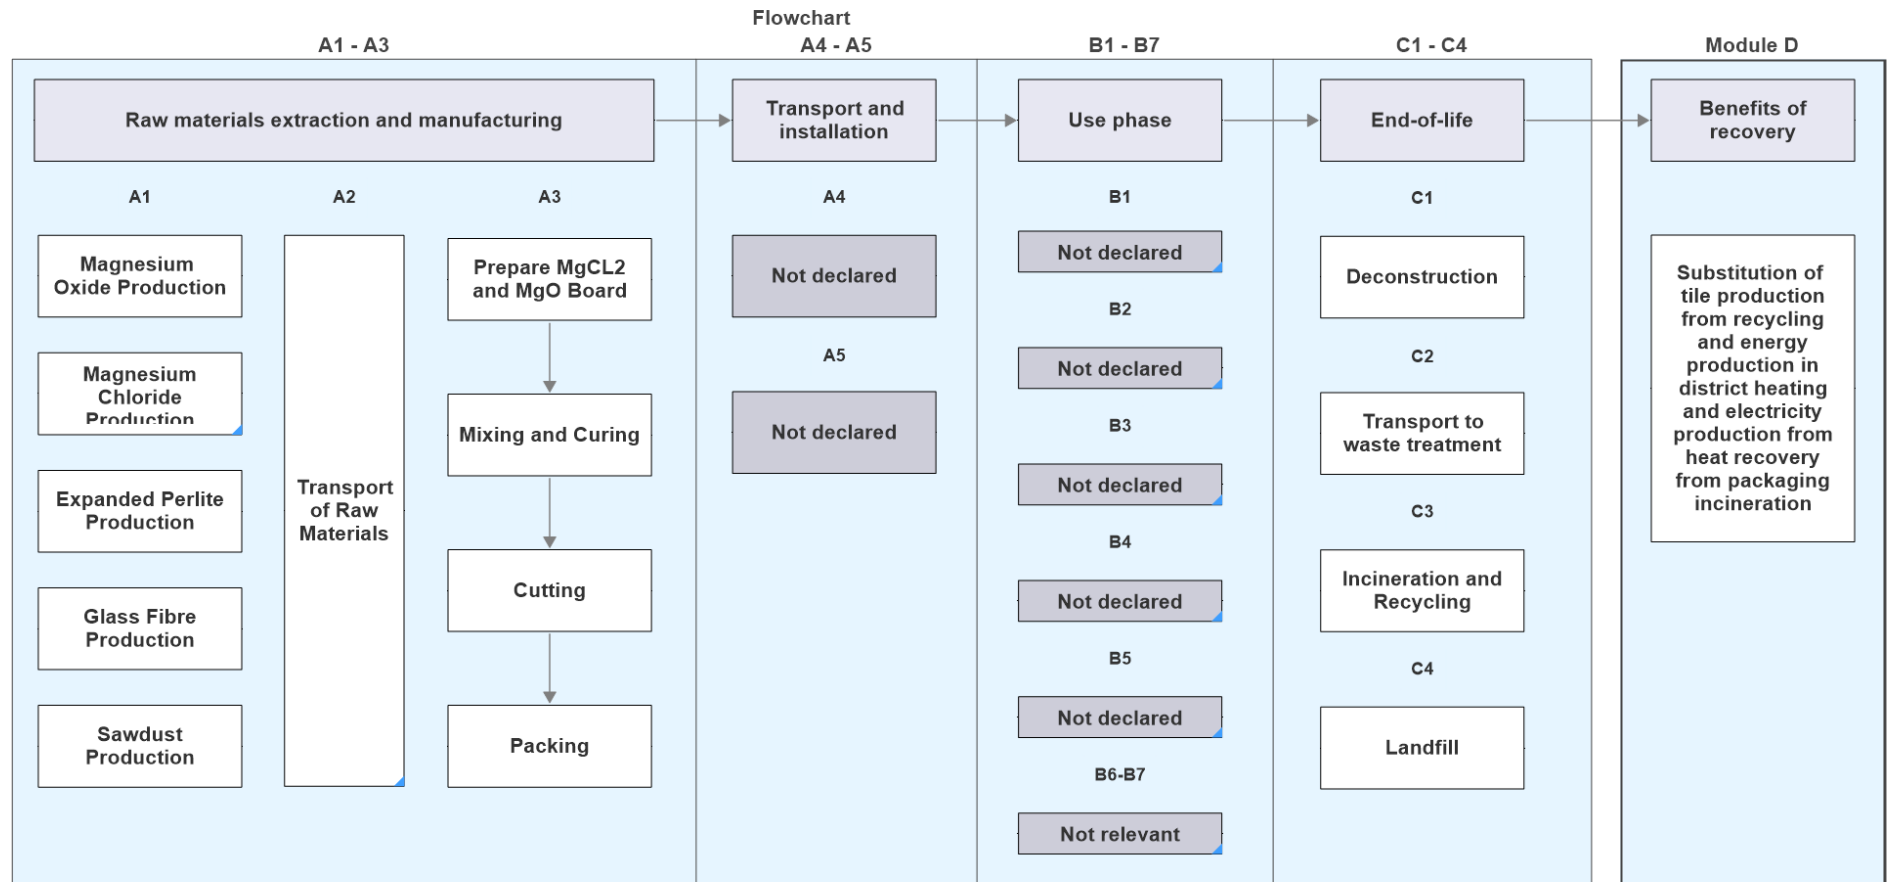 Flowchart
A1 - A3
A4 - A5
B1 - B7
C1 - C4
Module D
Raw materials extraction and manufacturing
Transport and
installation
Use phase
End-of-life
Benefits of
recovery
A1
Magnesium
Oxide Production
Magnesium
Chloride
Production
Expanded Perlite
Production
Glass Fibre
Production
Sawdust
Production
A2
Transport
of Raw
Materials
A3
Prepare MgCL2
and MgO Board
Mixing and Curing
Cutting
Packing
A4
Not declared
A5
Not declared
B1
Not declared
B2
Not declared
B3
Not declared
B4
Not declared
B5
Not declared
B6-B7
Not relevant
C1
Deconstruction
C2
Transport to
waste treatment
C3
Incineration and
Recycling
C4
Landfill
Substitution of
tile production
from recycling
and energy
production in
district heating
and electricity
production from
heat recovery
from packaging
incineration